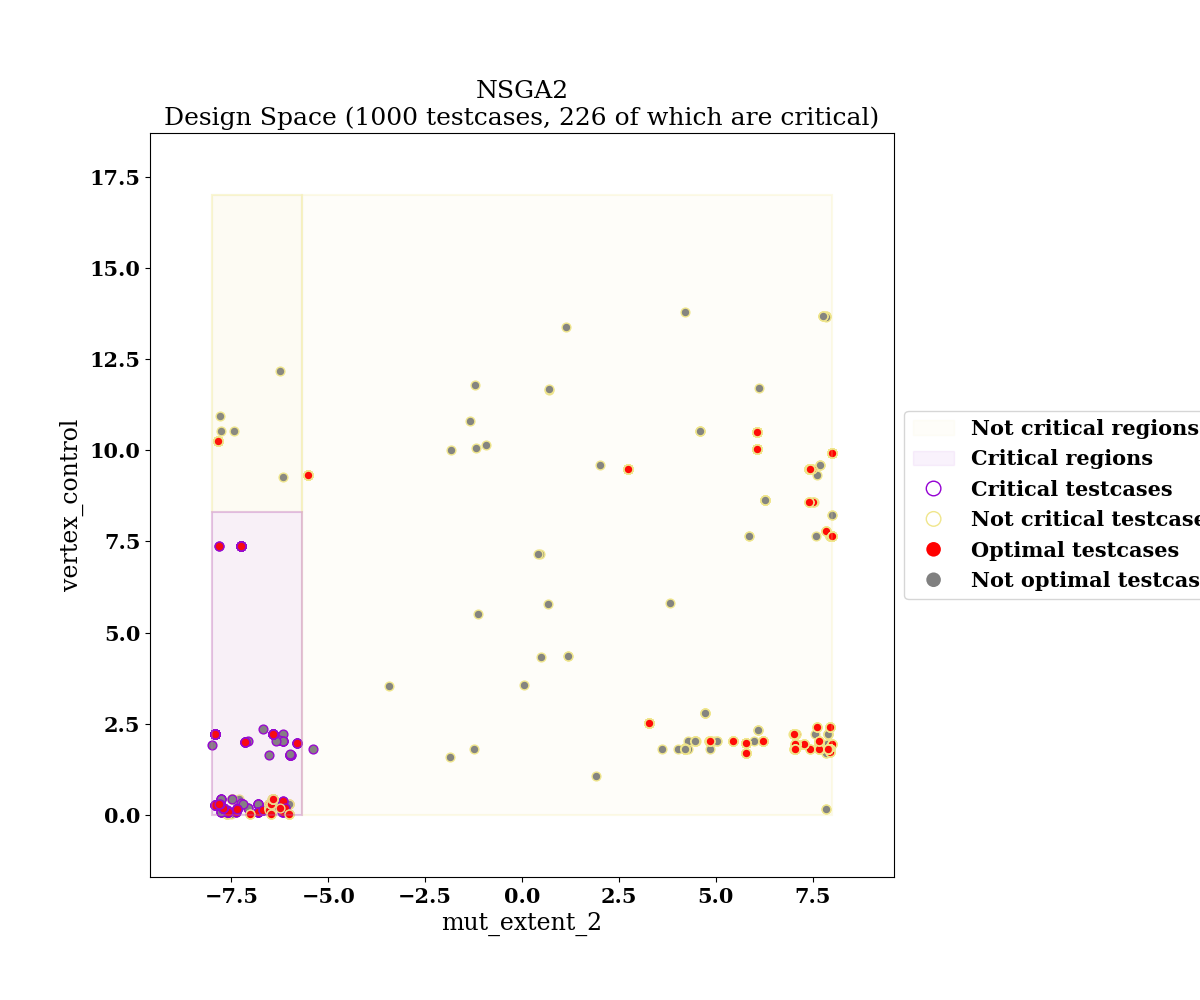 NSGA2
Design Space (1000 testcases, 226 of which are critical)
17.5
15.0
12.5
10.0
7.5
5.0
2.5
0.0
vertex_control
−7.5
−5.0
−2.5
0.0
2.5
5.0
7.5
mut_extent_2
Not critical regions
Critical regions
Critical testcases
Not critical testcase
Optimal testcases
Not optimal testcas